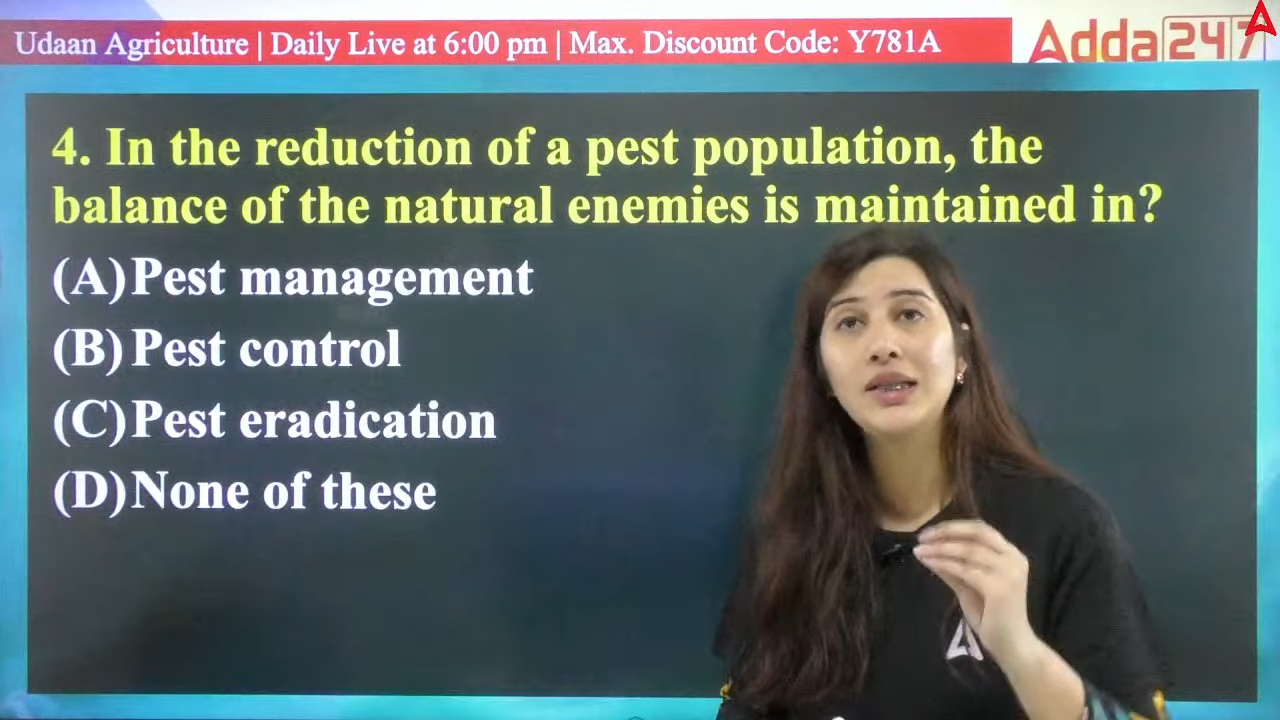 Udaan Agriculture | Daily Live at 6:00 pm | Max. Discount Code: Y781A
Adda247
4. In the reduction of a pest population, the
balance of the natural enemies is maintained in?
(A)Pest management
(B)Pest control
(C)Pest eradication
(D)None of these